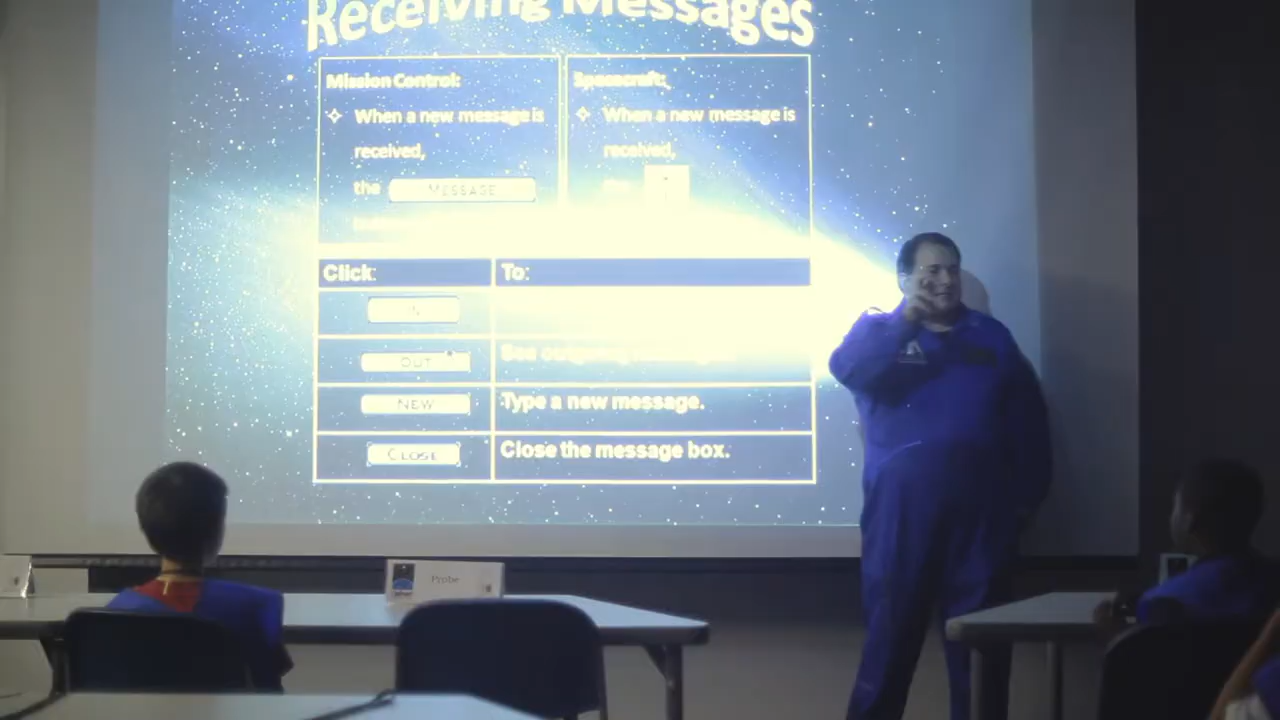 Receiving Messages
Mission Control:
✧ When a new message is
received,
the MESSAGE
Spacecraft:
✧ When a new message is
received,
Click: To:
IN
OUT
NEW Type a new message.
CLOSE Close the message box.
Probe